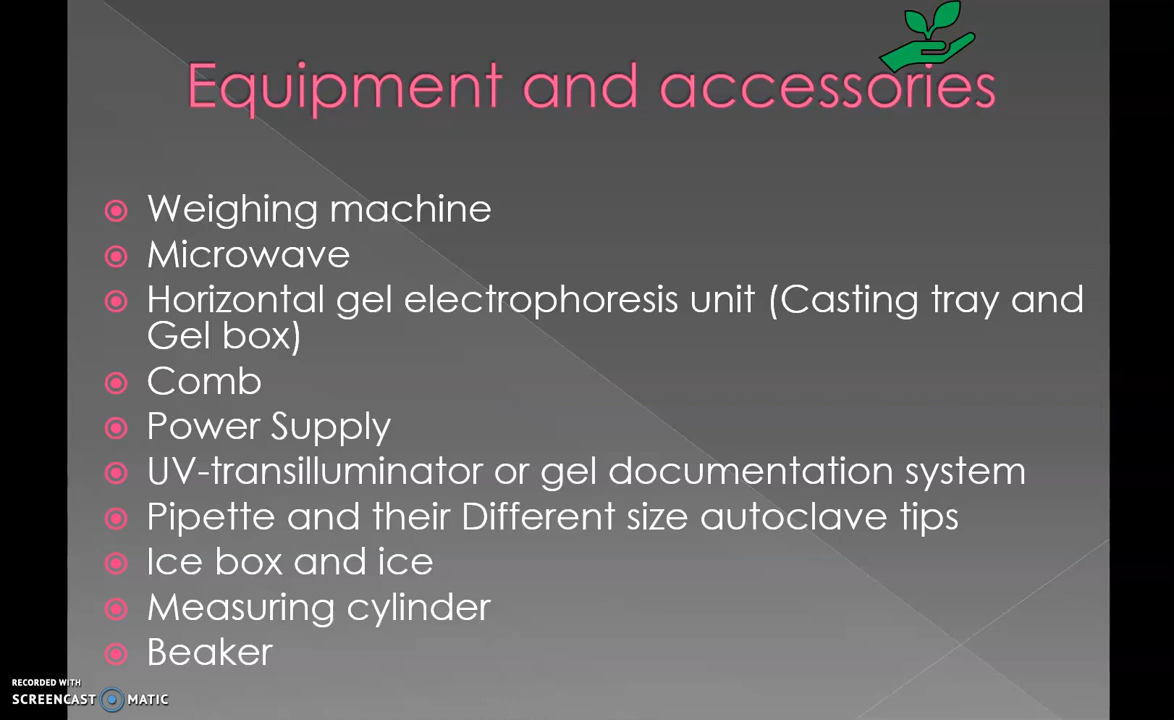 Equipment and accessories
Weighing machine
Microwave
Horizontal gel electrophoresis unit (Casting tray and
Gel box)
Comb
Power Supply
UV-transilluminator or gel documentation system
Pipette and their Different size autoclave tips
Ice box and ice
Measuring cylinder
Beaker
RECORDED WITH
SCREENCAST MATIC